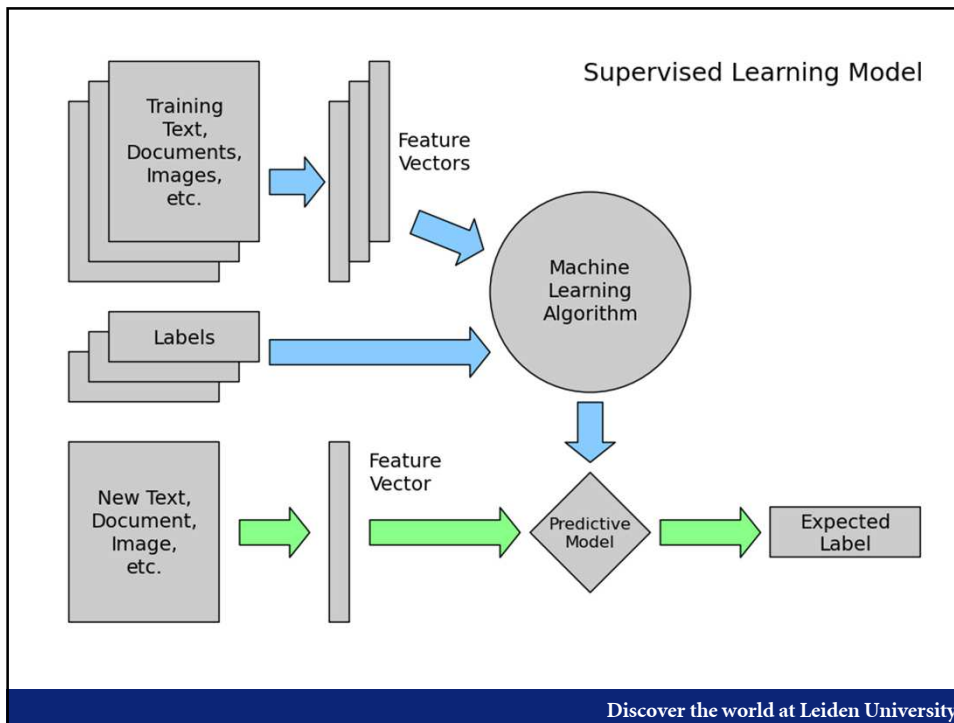 Supervised Learning Model
Training
Text,
Documents,
Images,
etc.
Feature
Vectors
Machine
Learning
Algorithm
Labels
New Text,
Document,
Image,
etc.
Feature
Vector
Predictive
Model
Expected
Label
Discover the world at Leiden University